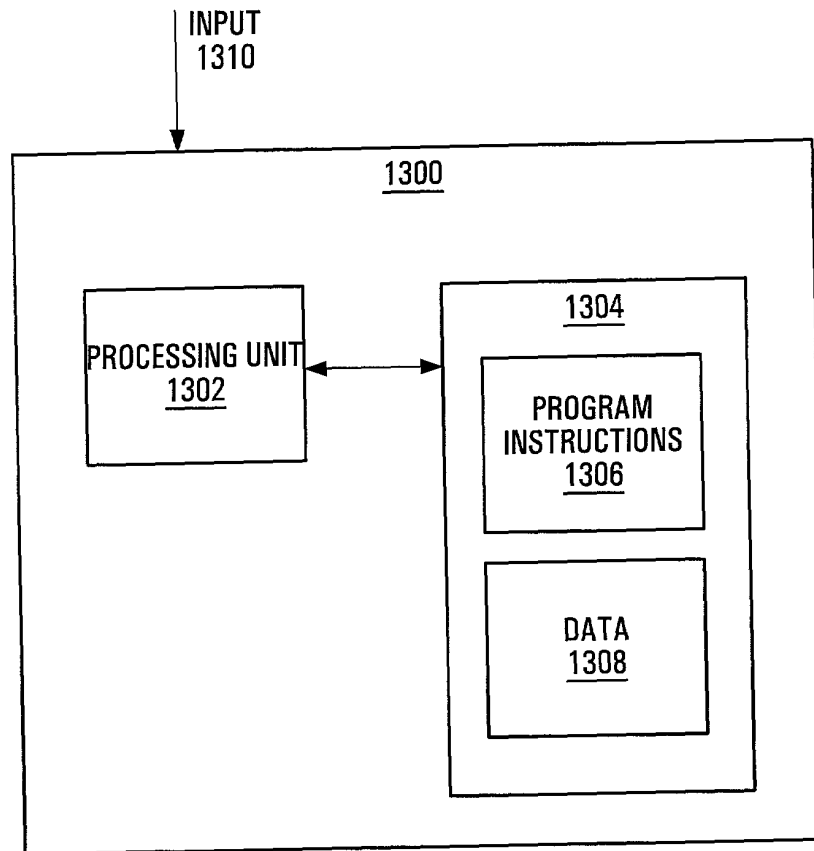 INPUT
1310
1300
PROCESSING UNIT
1302
1304
PROGRAM
INSTRUCTIONS
1306
DATA
1308